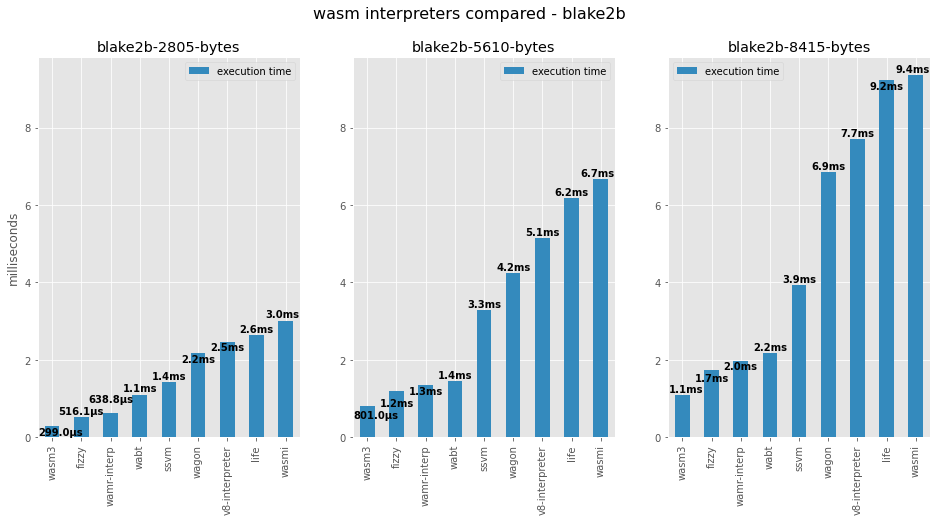 wasm interpreters compared - blake2b
blake2b-2805-bytes
execution time
milliseconds
8
6
4
2
0
299.0µs
516.1µs
638.8µs
1.1ms
1.4ms
2.2ms
2.5ms
2.6ms
3.0ms
wasm3
fizzy
wamr-interp
wabt
ssvm
wagon
v8-interpreter
life
wasmi
blake2b-5610-bytes
execution time
8
6
4
2
0
801.0µs
1.2ms
1.3ms
1.4ms
3.3ms
4.2ms
5.1ms
6.2ms
6.7ms
wasm3
fizzy
wamr-interp
wabt
ssvm
wagon
v8-interpreter
life
wasmi
blake2b-8415-bytes
execution time
8
6
4
2
0
1.1ms
1.7ms
2.0ms
2.2ms
3.9ms
6.9ms
7.7ms
9.2ms
9.4ms
wasm3
fizzy
wamr-interp
wabt
ssvm
wagon
v8-interpreter
life
wasmi